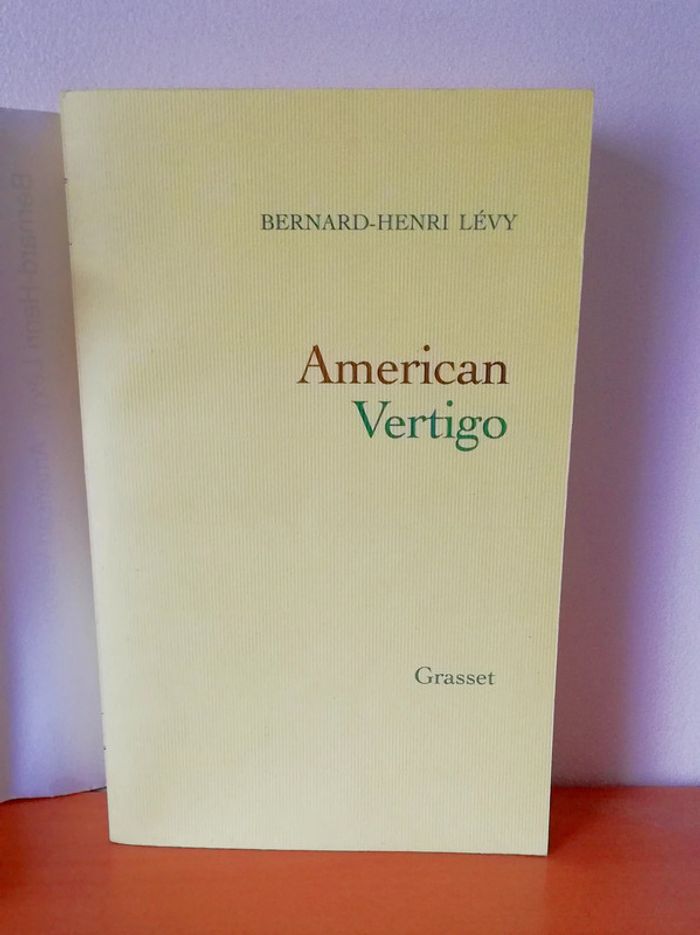 BERNARD-HENRI LÉVY
American
Vertigo
Grasset